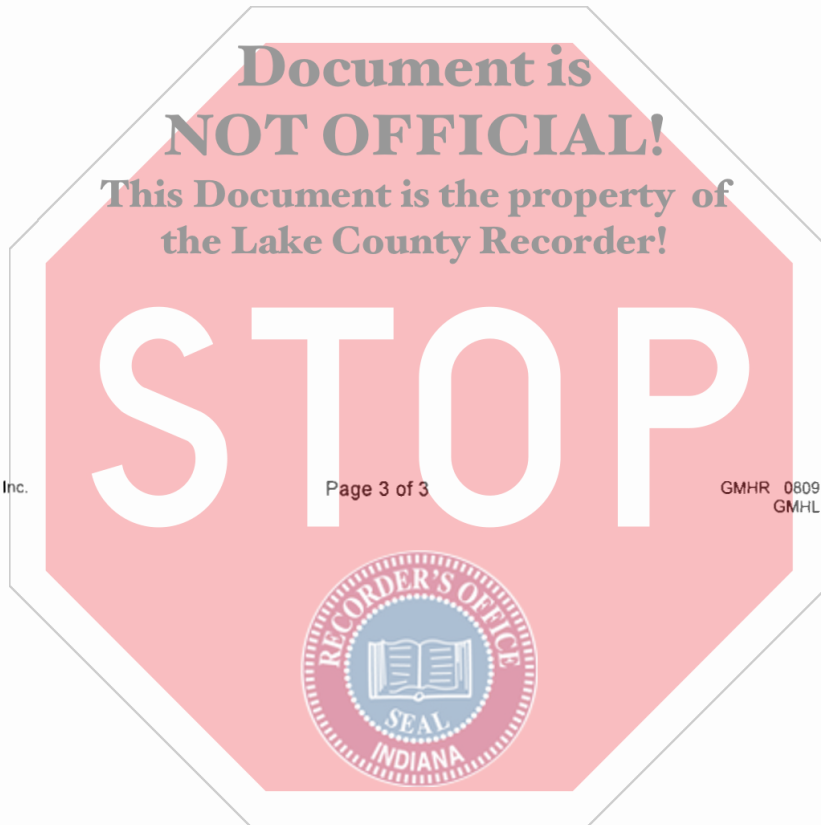 Document is
NOT OFFICIAL!
This Document is the property of
the Lake County Recorder!
STOP
Inc.
Page 3 of 3
GMHR 0809
GMHL
RECORDER'S OFFICE
SEAL
INDIANA